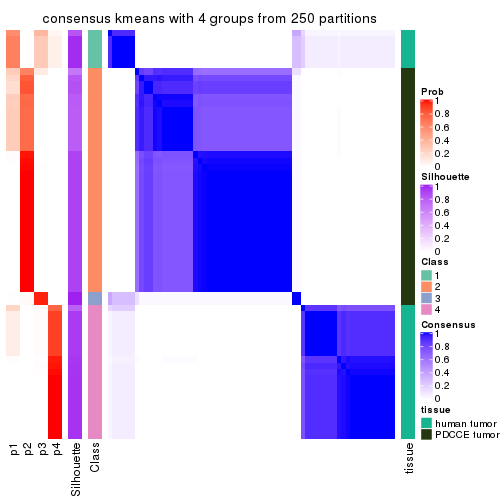 consensus kmeans with 4 groups from 250 partitions
Prob
1
0.8
0.6
0.4
0.2
0
Silhouette
1
0.8
0.6
0.4
0.2
0
Class
1
2
3
4
Consensus
1
0.8
0.6
0.4
0.2
0
tissue
human tumor
PDCCE tumor
p1
p2
p3
p4
Silhouette
Class
tissue